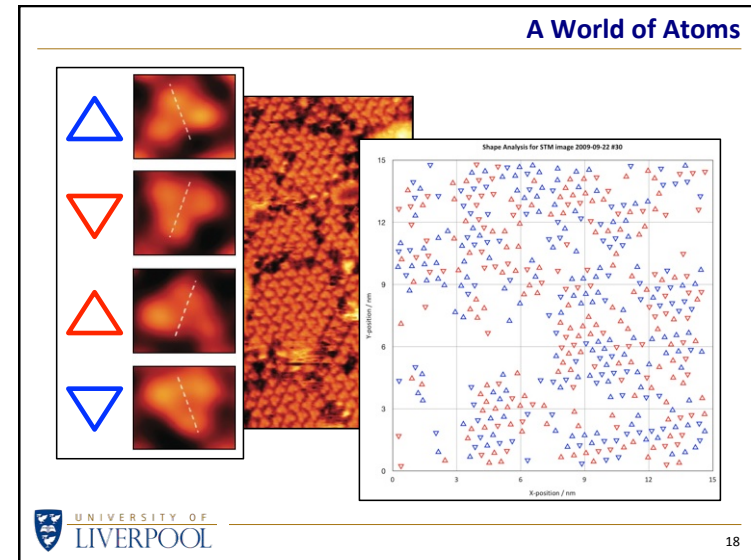 A World of Atoms
Shape Analysis for STM image 2009-09-22 #30
15
12
9
6
3
0
Y-position / nm
0 3 6 9 12 15
X-position / nm
UNIVERSITY OF
LIVERPOOL
18